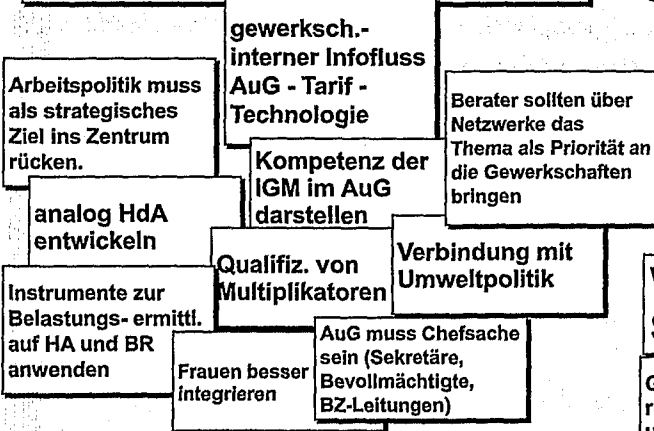 gewerksch.-
interner Infofluss
AuG - Tarif -
Technologie
Arbeitspolitik muss
als strategisches
Ziel ins Zentrum
rücken.
Berater sollten über
Netzwerke das
Thema als Priorität an
die Gewerkschaften
bringen
Kompetenz der
IGM im AuG
darstellen
analog HdA
entwickeln
Qualifiz. von
Multiplikatoren
Verbindung mit
Umweltpolitik
Instrumente zur
Belastungs- ermittl.
auf HA und BR
anwenden
AuG muss Chefsache
sein (Sekretäre,
Bevollmächtigte,
BZ-Leitungen)
Frauen besser
integrieren